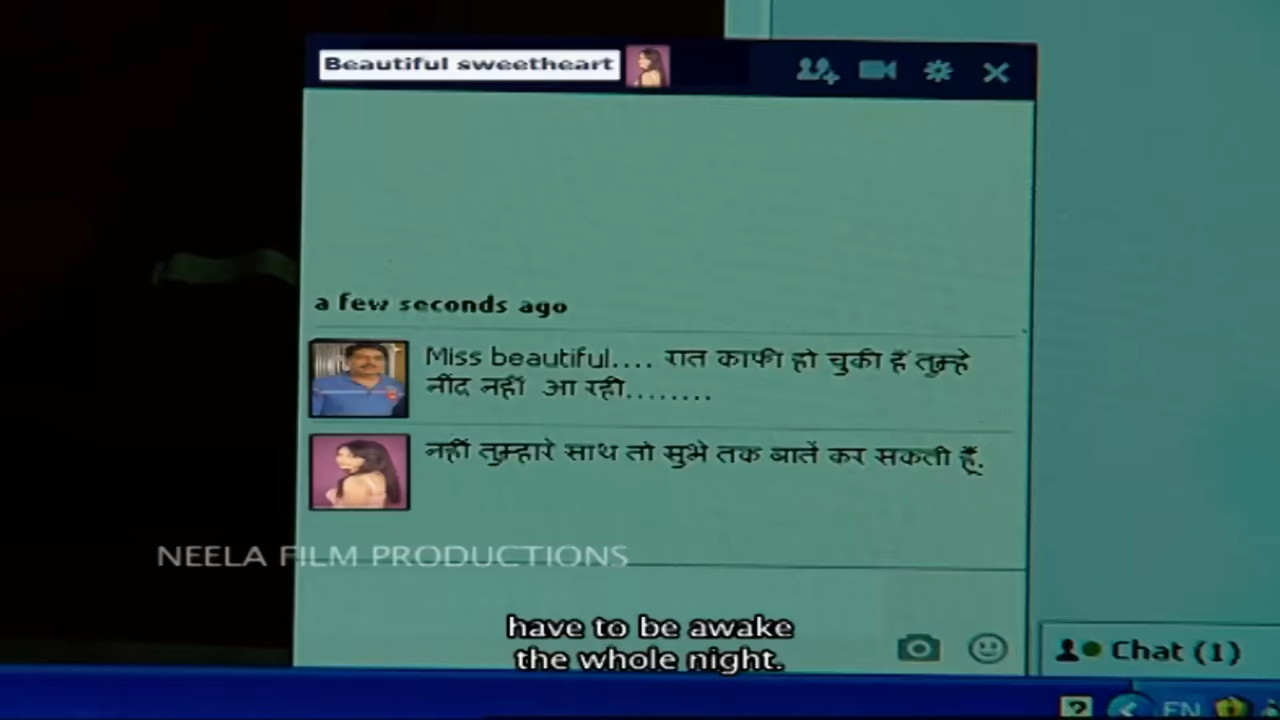 Beautiful sweetheart
a few seconds ago
Miss beautiful.... रात काफी हो चुकी हैं तुम्हे
नींद नहीं आ रही........
नहीं तुम्हारे साथ तो सुभे तक बातें कर सकती हूँ.
NEELA FILM PRODUCTIONS
have to be awake
the whole night.
Chat (1)
EN